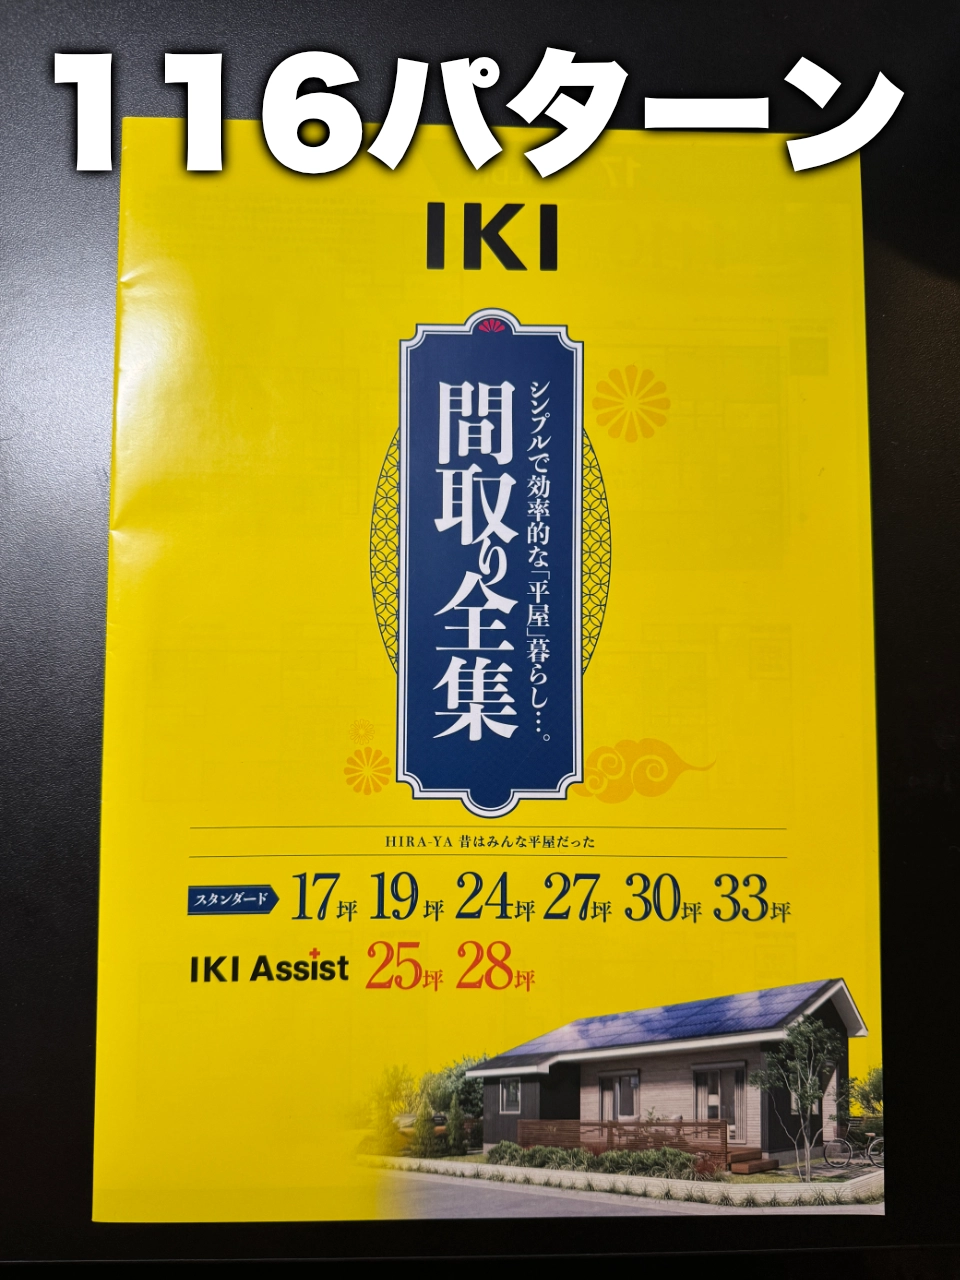 116パターン
IKI
シンプルで効率的な「平屋」暮らし…。
間取り全集
HIRA-YA 昔はみんな平屋だった
スタンダード 17坪 19坪 24坪 27坪 30坪 33坪
IKI Assist 25坪 28坪